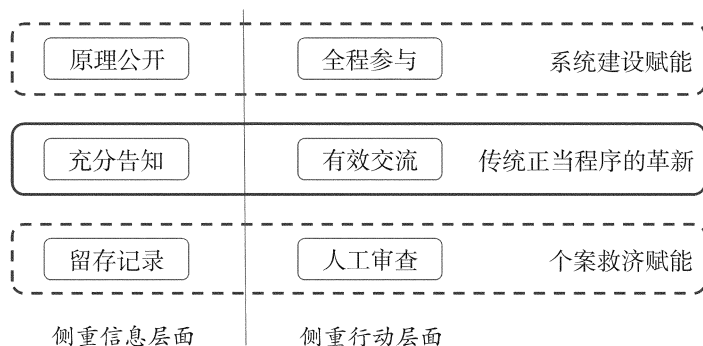 原理公开 全程参与 系统建设赋能
充分告知 有效交流 传统正当程序的革新
留存记录 人工审查 个案救济赋能
侧重信息层面 侧重行动层面